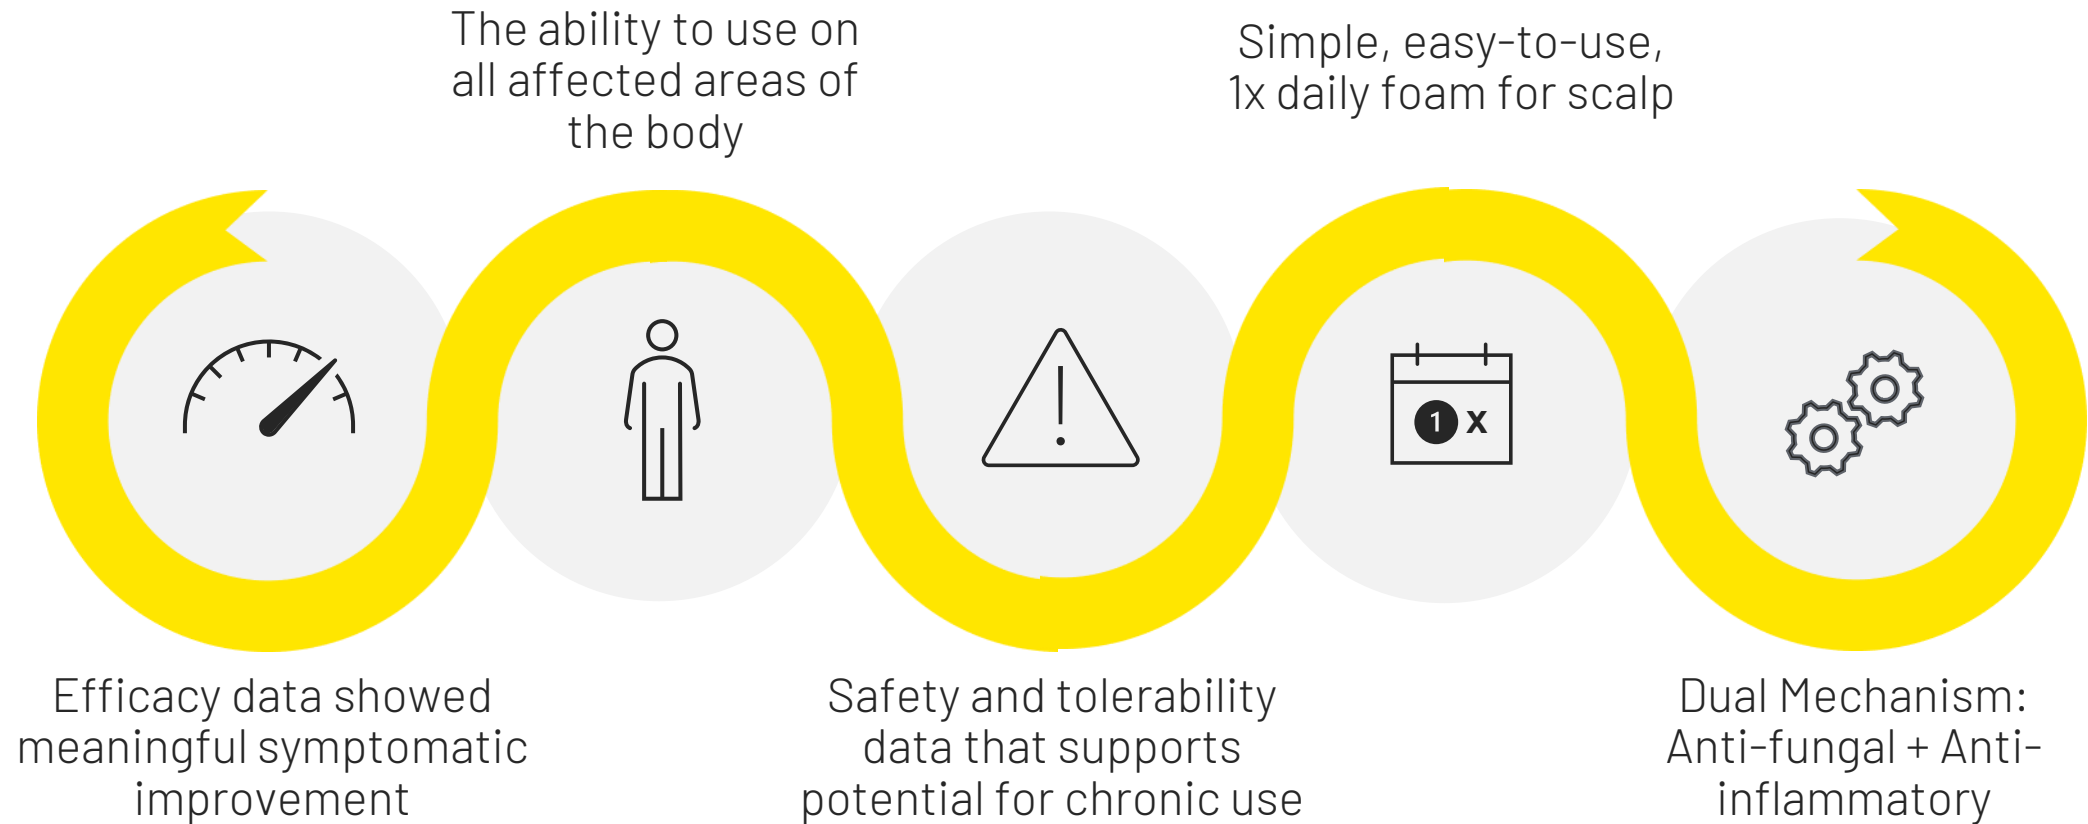 The ability to use on
all affected areas of
the body
Simple, easy-to-use,
1x daily foam for scalp
1 x
Efficacy data showed
meaningful symptomatic
improvement
Safety and tolerability
data that supports
potential for chronic use
Dual Mechanism:
Anti-fungal + Anti-
inflammatory